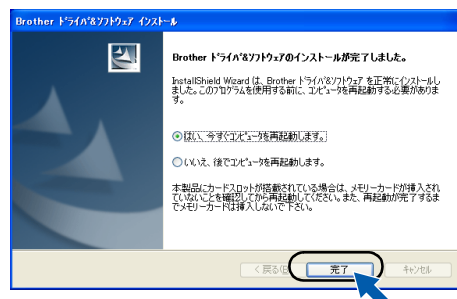 Brother ﾄﾞﾗｲﾊﾞ&ｿﾌﾄｳｪｱ ｲﾝｽﾄｰﾙ
Brother ﾄﾞﾗｲﾊﾞ&ｿﾌﾄｳｪｱのインストールが完了しました。
InstallShield Wizard は、Brother ﾄﾞﾗｲﾊﾞ&ｿﾌﾄｳｪｱ を正常にｲﾝｽﾄｰﾙし
ました。このﾌﾟﾛｸﾞﾗﾑを使用する前に、ｺﾝﾋﾟｭｰﾀを再起動する必要がありま
す。
はい、今すぐｺﾝﾋﾟｭｰﾀを再起動します。
いいえ、後でｺﾝﾋﾟｭｰﾀを再起動します。
本製品にカードスロットが搭載されている場合は、メモリーカードが挿入され
ていないことを確認してから再起動してください。また、再起動が完了するま
でメモリーカードは挿入しないで下さい。
< 戻る(B)
完了
ｷｬﾝｾﾙ